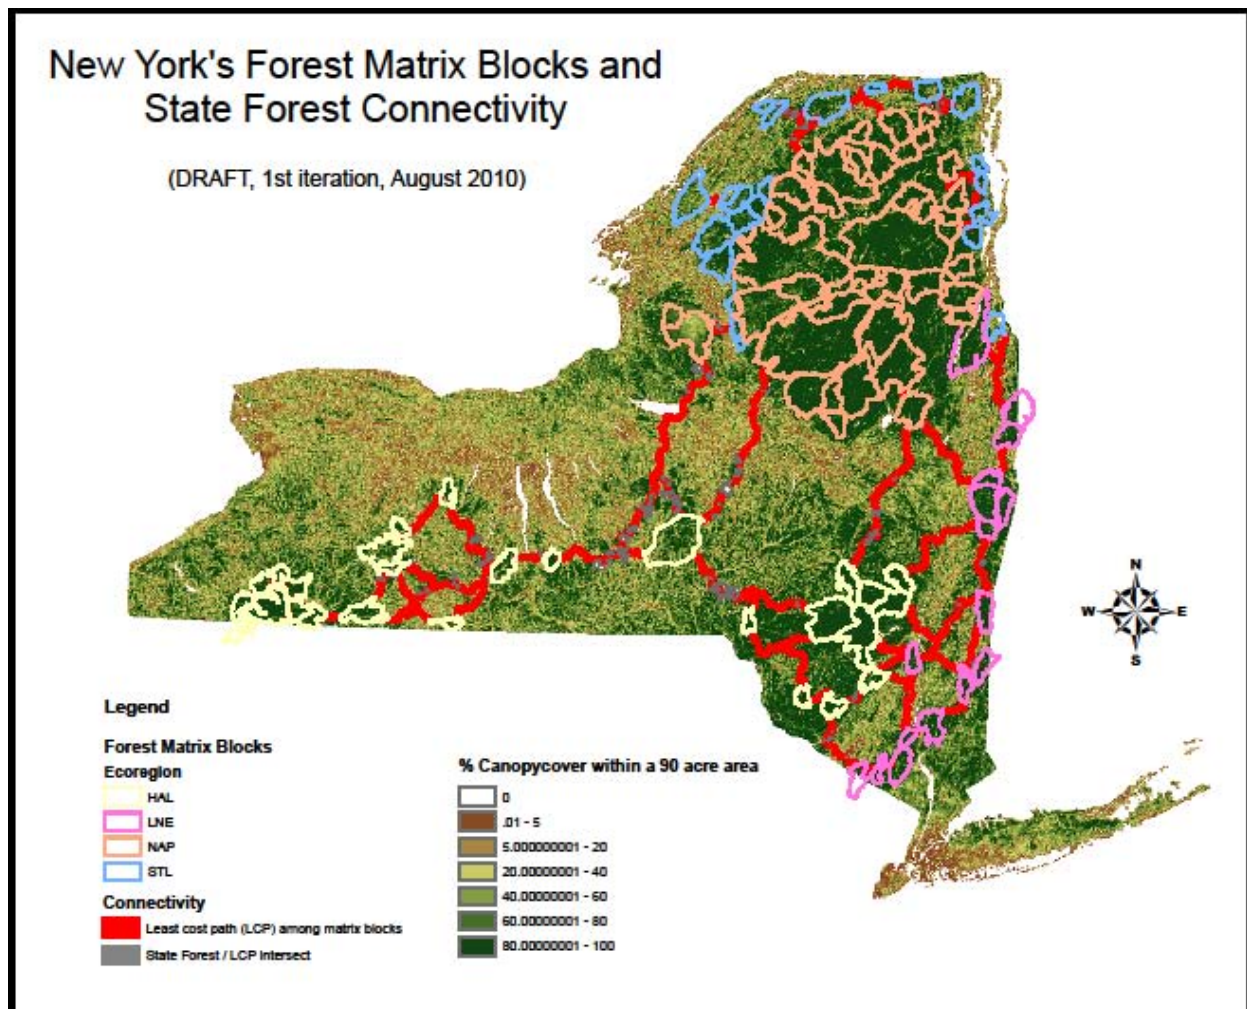 New York's Forest Matrix Blocks and
State Forest Connectivity
(DRAFT, 1st iteration, August 2010)
N
W
E
S
Legend
Forest Matrix Blocks
Ecoregion
HAL
LNE
NAP
STL
Connectivity
Least cost path (LCP) among matrix blocks
State Forest / LCP Intersect
% Canopycover within a 90 acre area
0
.01 - 5
5.000000001 - 20
20.00000001 - 40
40.00000001 - 60
60.00000001 - 80
80.00000001 - 100